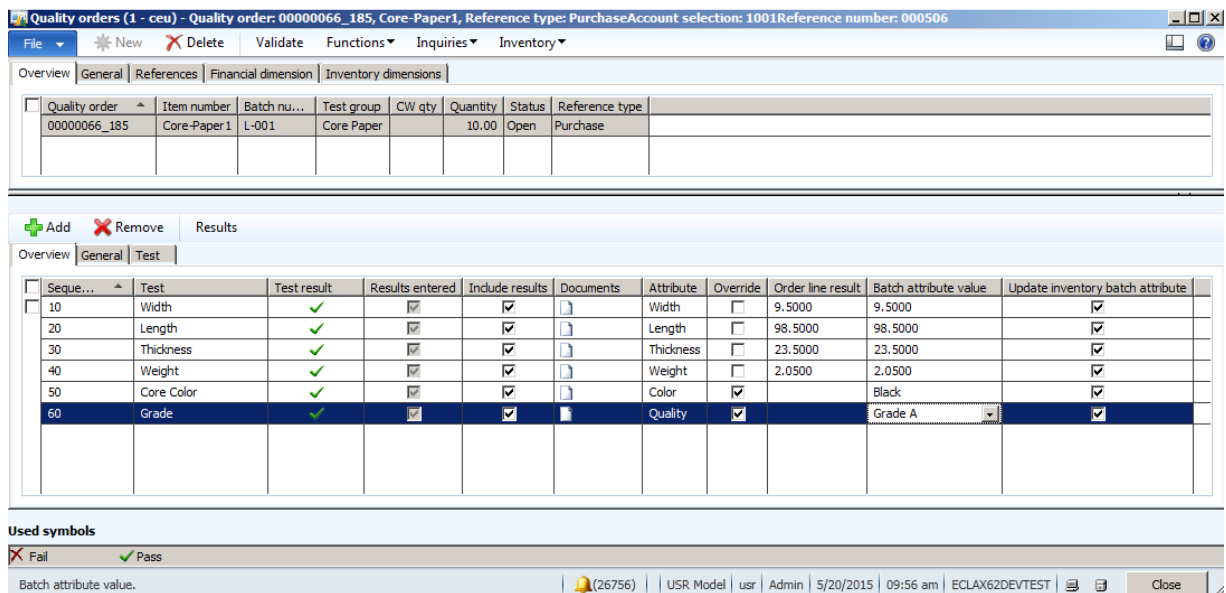 Quality orders (1 - ceu) - Quality order: 00000066_185, Core-Paper1, Reference type: PurchaseAccount selection: 1001Reference number: 000506
File New Delete Validate Functions Inquiries Inventory
Overview General References Financial dimension Inventory dimensions
Quality order Item number Batch nu... Test group CW qty Quantity Status Reference type
00000066_185 Core-Paper1 L-001 Core Paper 10.00 Open Purchase
Add Remove Results
Overview General Test
Seque... Test Test result Results entered Include results Documents Attribute Override Order line result Batch attribute value Update inventory batch attribute
10 Width Width 9.5000 9.5000
20 Length Length 98.5000 98.5000
30 Thickness Thickness 23.5000 23.5000
40 Weight Weight 2.0500 2.0500
50 Core Color Color Black
60 Grade Quality Grade A
Used symbols
Fail Pass
Batch attribute value. (26756) USR Model usr Admin 5/20/2015 09:56 am ECLAX62DEVTEST Close